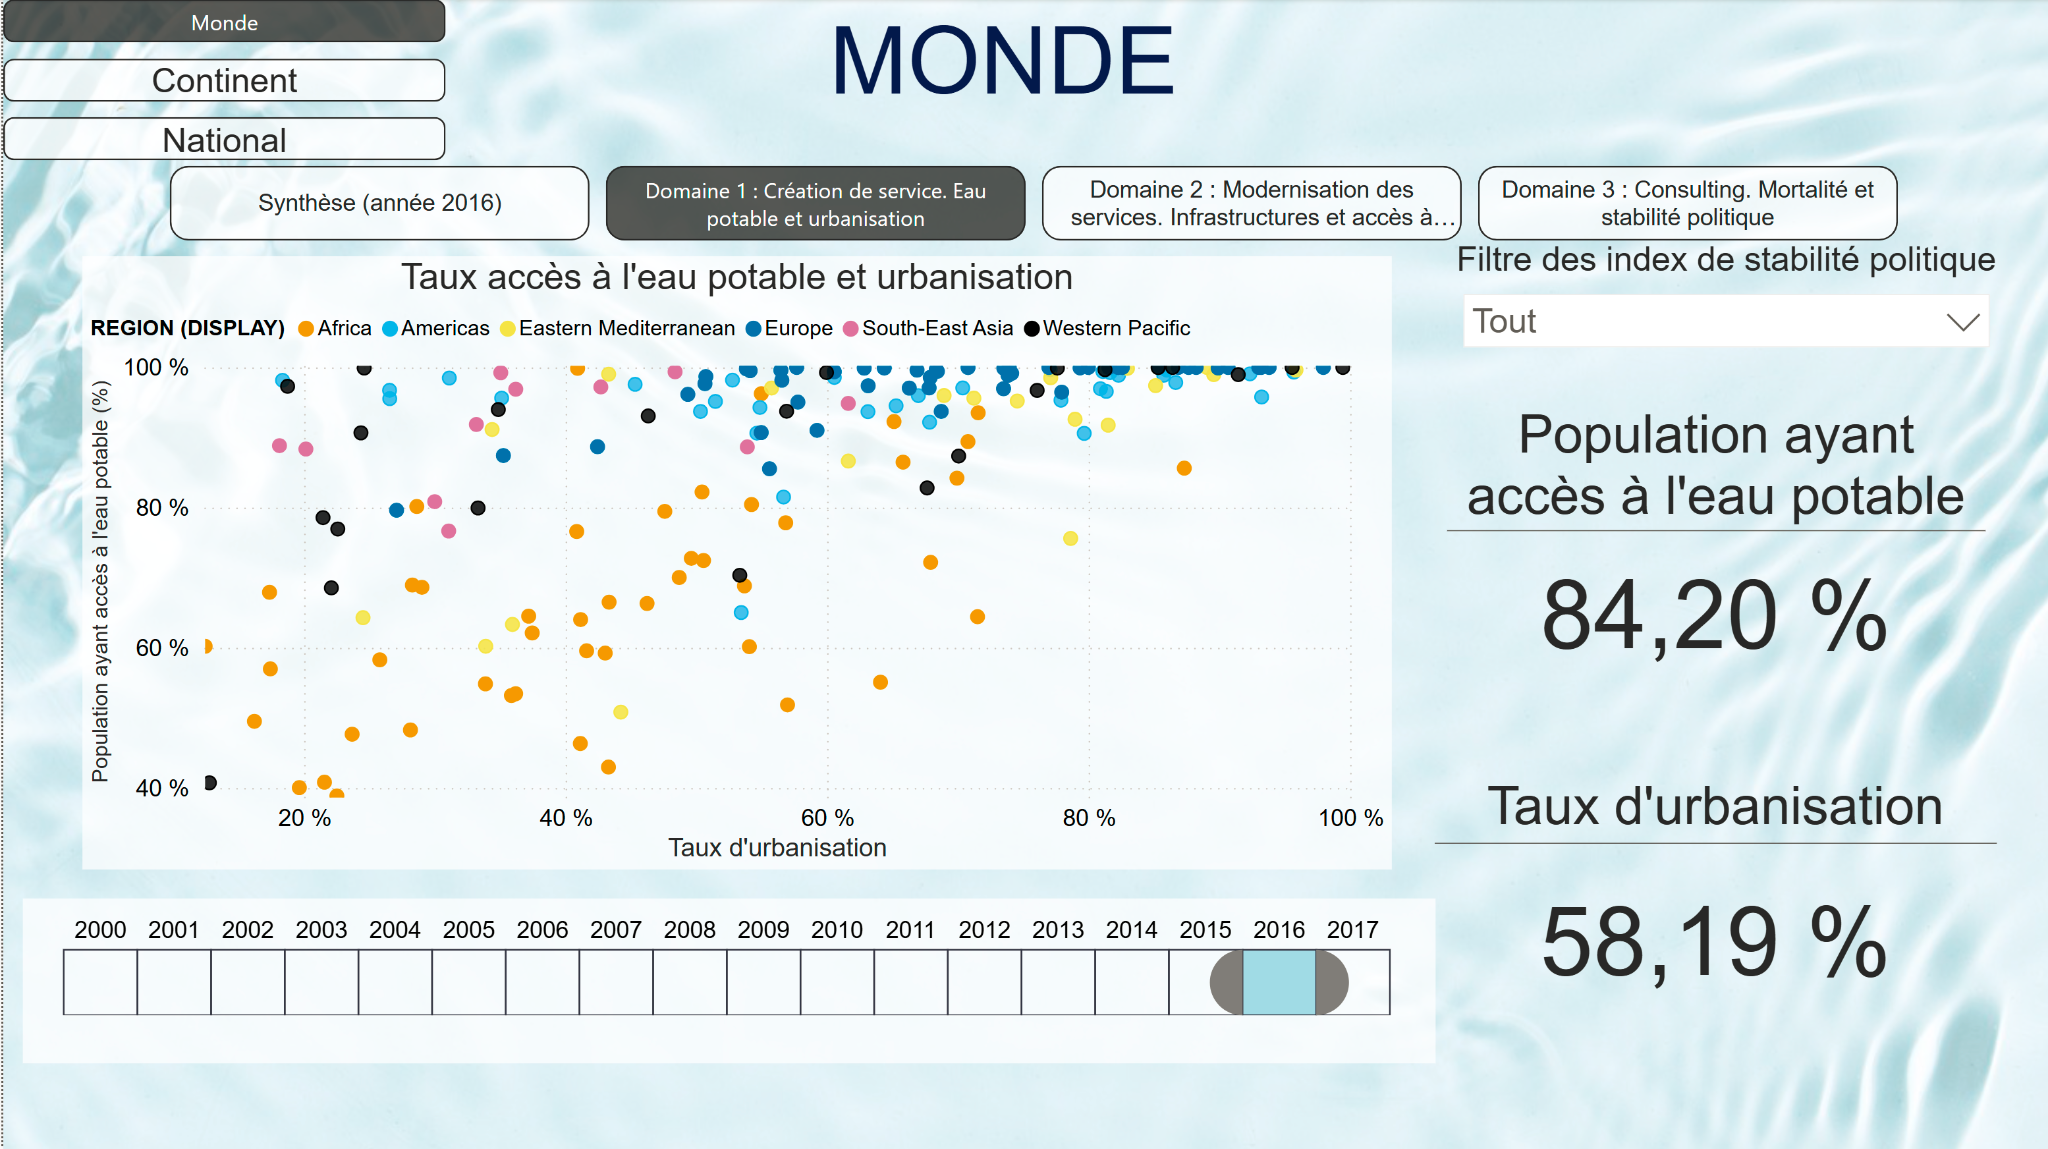 Monde
MONDE
Continent
National
Synthèse (année 2016)
Domaine 1 : Création de service. Eau
potable et urbanisation
Domaine 2 : Modernisation des
services. Infrastructures et accès à…
Domaine 3 : Consulting. Mortalité et
stabilité politique
Filtre des index de stabilité politique
Tout
Taux accès à l'eau potable et urbanisation
REGION (DISPLAY) Africa Americas Eastern Mediterranean Europe South-East Asia Western Pacific
Population ayant accès à l'eau potable (%)
100 %
80 %
60 %
40 %
20 % 40 % 60 % 80 % 100 %
Taux d'urbanisation
Population ayant
accès à l'eau potable
84,20 %
Taux d'urbanisation
58,19 %
2000 2001 2002 2003 2004 2005 2006 2007 2008 2009 2010 2011 2012 2013 2014 2015 2016 2017